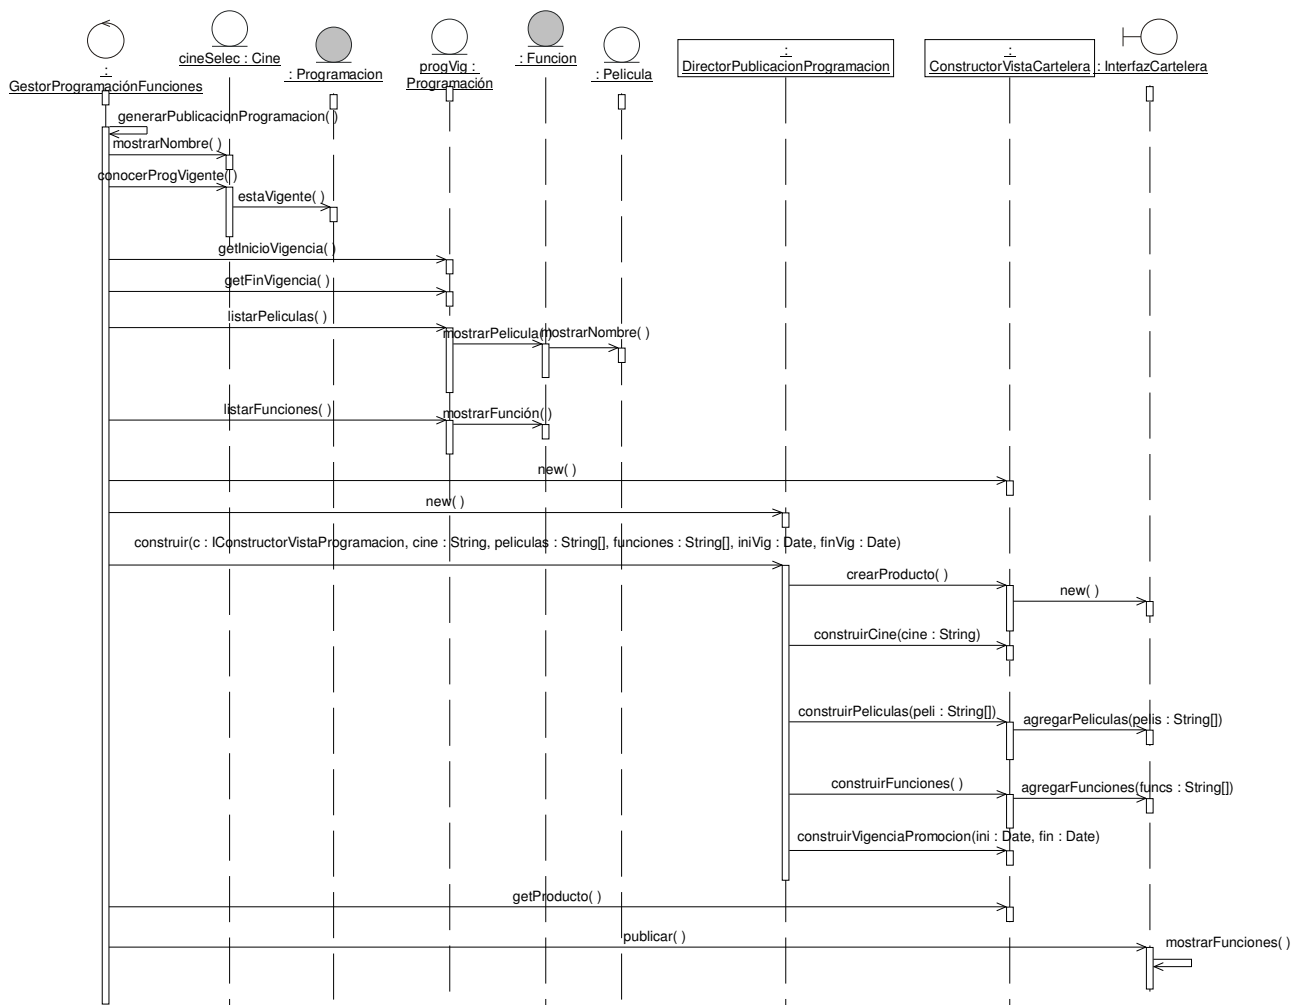 :
GestorProgramaciónFunciones
cineSelec : Cine
: Programacion
progVig :
Programación
: Funcion
: Pelicula
:
DirectorPublicacionProgramacion
:
ConstructorVistaCartelera
: InterfazCartelera
generarPublicacionProgramacion( )
mostrarNombre( )
conocerProgVigente( )
estaVigente( )
getInicioVigencia( )
getFinVigencia( )
listarPeliculas( )
mostrarPelicula( )
mostrarNombre( )
listarFunciones( )
mostrarFunción( )
new( )
new( )
construir(c : IConstructorVistaProgramacion, cine : String, peliculas : String[], funciones : String[], iniVig : Date, finVig : Date)
crearProducto( )
new( )
construirCine(cine : String)
construirPeliculas(peli : String[])
agregarPeliculas(pelis : String[])
construirFunciones( )
agregarFunciones(funcs : String[])
construirVigenciaPromocion(ini : Date, fin : Date)
getProducto( )
publicar( )
mostrarFunciones( )